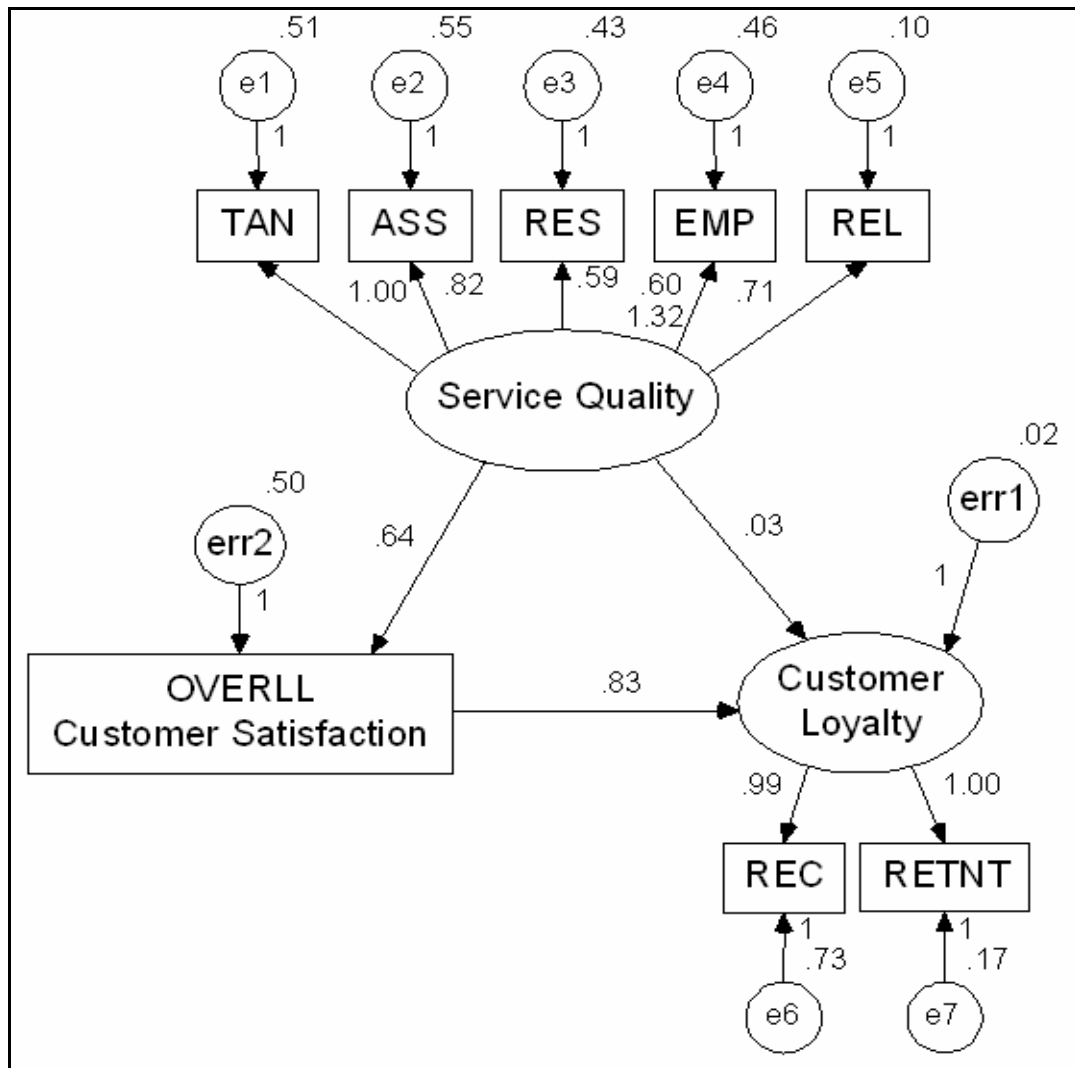 .51 .55 .43 .46 .10
e1 e2 e3 e4 e5
1 1 1 1 1
TAN ASS RES EMP REL
1.00 .82 .59 .60 .71
1.32
Service Quality
.02
err1
.50
err2
.64 .03
1 1
OVERLL
Customer Satisfaction
.83
Customer
Loyalty
.99 1.00
REC RETNT
1 1
.73 .17
e6 e7